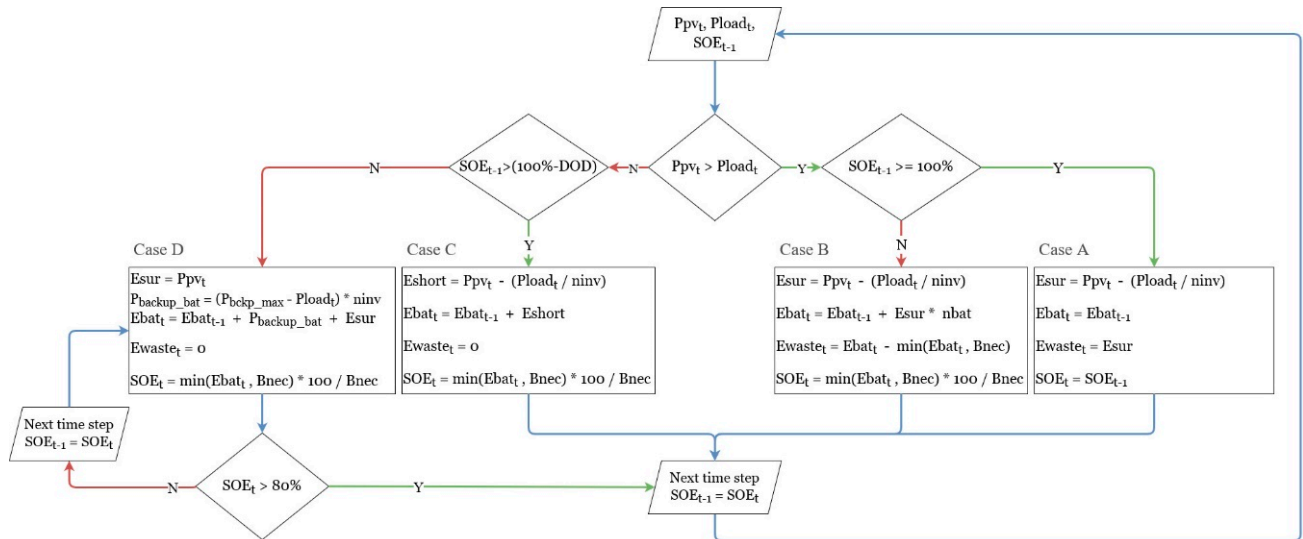 Ppvₜ, Ploadₜ,
SOEₜ₋₁
SOEₜ₋₁>(100%-DOD)
N
Ppvₜ > Ploadₜ
Y
SOEₜ₋₁ >= 100%
N
Y
Y
N
Case D
Esur = Ppvₜ
P_backup_bat = (P_bckp_max - Ploadₜ) * ninv
Ebatₜ = Ebatₜ₋₁ + P_backup_bat + Esur
Ewasteₜ = 0
SOEₜ = min(Ebatₜ , Bnec) * 100 / Bnec
Case C
Eshort = Ppvₜ - (Ploadₜ / ninv)
Ebatₜ = Ebatₜ₋₁ + Eshort
Ewasteₜ = 0
SOEₜ = min(Ebatₜ , Bnec) * 100 / Bnec
Case B
Esur = Ppvₜ - (Ploadₜ / ninv)
Ebatₜ = Ebatₜ₋₁ + Esur * nbat
Ewasteₜ = Ebatₜ - min(Ebatₜ , Bnec)
SOEₜ = min(Ebatₜ , Bnec) * 100 / Bnec
Case A
Esur = Ppvₜ - (Ploadₜ / ninv)
Ebatₜ = Ebatₜ₋₁
Ewasteₜ = Esur
SOEₜ = SOEₜ₋₁
Next time step
SOEₜ₋₁ = SOEₜ
N
SOEₜ > 80%
Y
Next time step
SOEₜ₋₁ = SOEₜ